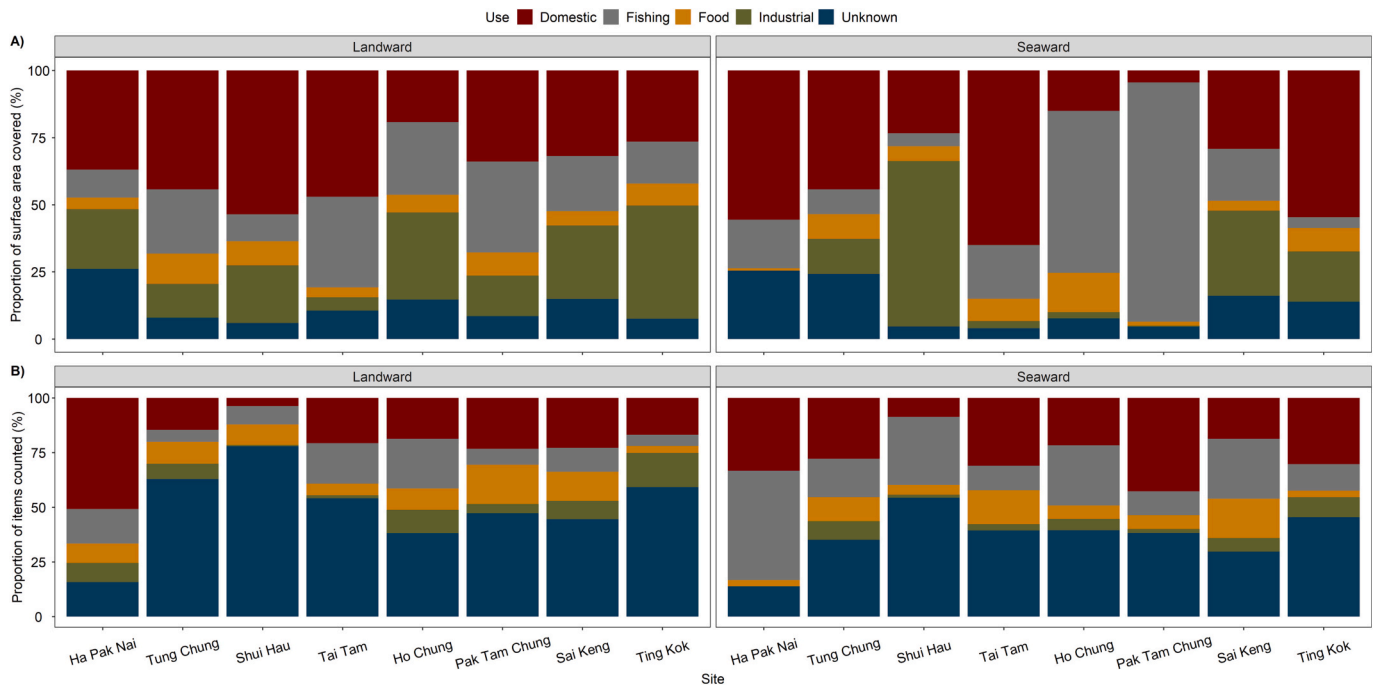 Use Domestic Fishing Food Industrial Unknown
A)
Landward Seaward
Proportion of surface area covered (%)
100
75
50
25
0
B)
Landward Seaward
Proportion of items counted (%)
100
75
50
25
0
Ha Pak Nai Tung Chung Shui Hau Tai Tam Ho Chung Pak Tam Chung Sai Keng Ting Kok Ha Pak Nai Tung Chung Shui Hau Tai Tam Ho Chung Pak Tam Chung Sai Keng Ting Kok
Site